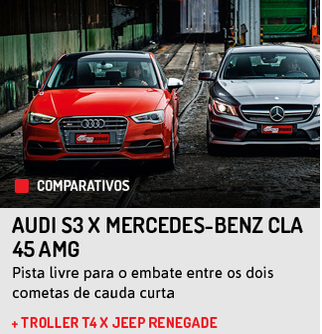 COMPARATIVOS
AUDI S3 X MERCEDES-BENZ CLA
45 AMG
Pista livre para o embate entre os dois
cometas de cauda curta
+ TROLLER T4 X JEEP RENEGADE